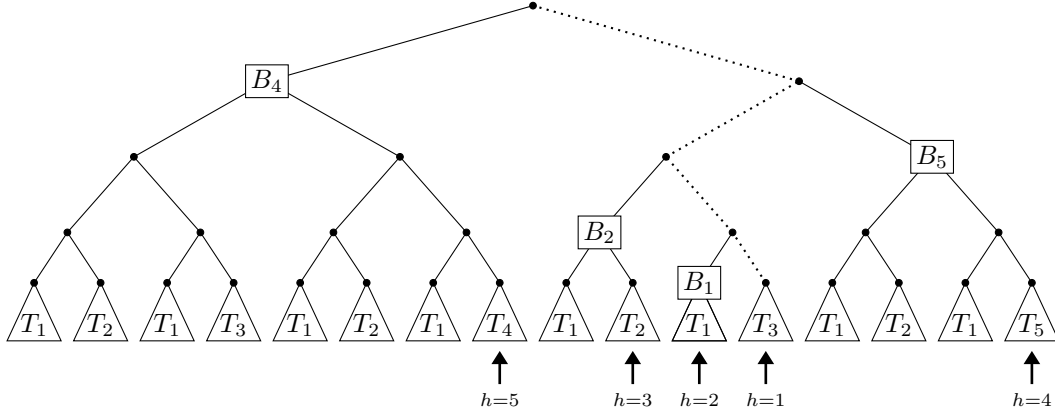 B₄
B₅
B₂
B₁
T₁ T₂ T₁ T₃ T₁ T₂ T₁ T₄ T₁ T₂ T₁ T₃ T₁ T₂ T₁ T₅
h=5 h=3 h=2 h=1 h=4